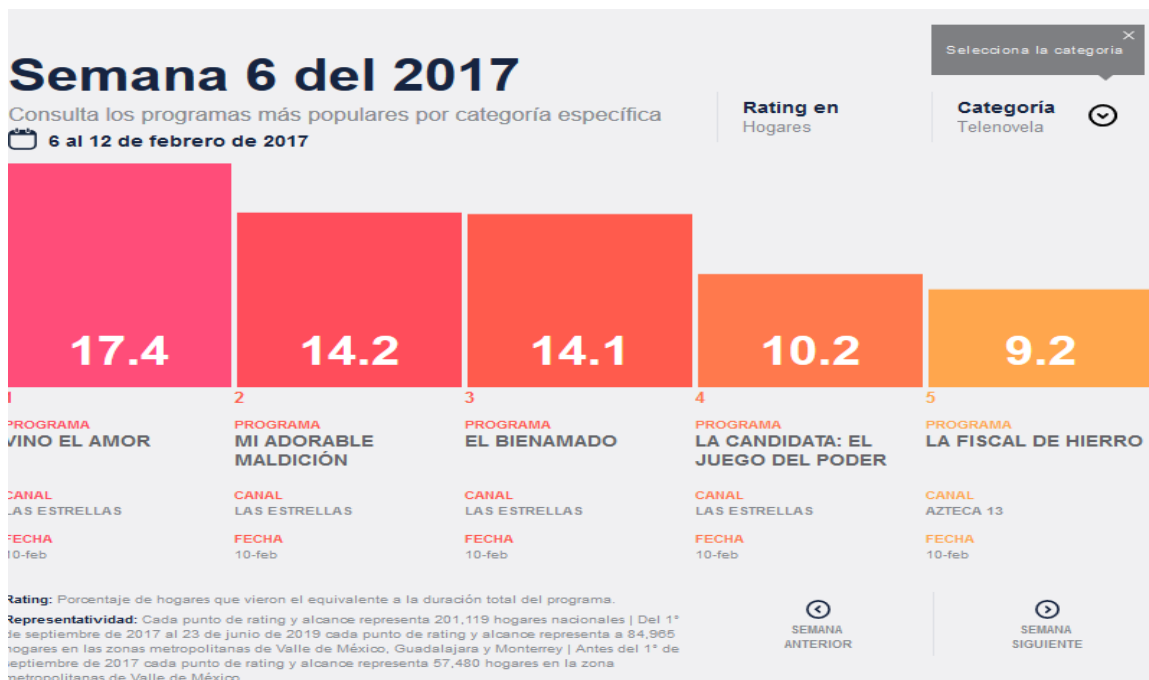 Selecciona la categoria
Semana 6 del 2017
Consulta los programas más populares por categoría específica
6 al 12 de febrero de 2017
Rating en
Hogares
Categoría
Telenovela
17.4
14.2
14.1
10.2
9.2
1
2
3
4
5
PROGRAMA
VINO EL AMOR
PROGRAMA
MI ADORABLE
MALDICIÓN
PROGRAMA
EL BIENAMADO
PROGRAMA
LA CANDIDATA: EL
JUEGO DEL PODER
PROGRAMA
LA FISCAL DE HIERRO
CANAL
LAS ESTRELLAS
CANAL
LAS ESTRELLAS
CANAL
LAS ESTRELLAS
CANAL
LAS ESTRELLAS
CANAL
AZTECA 13
FECHA
10-feb
FECHA
10-feb
FECHA
10-feb
FECHA
10-feb
FECHA
10-feb
Rating: Porcentaje de hogares que vieron el equivalente a la duración total del programa.
Representatividad: Cada punto de rating y alcance representa 201,119 hogares nacionales | Del 1°
de septiembre de 2017 al 23 de junio de 2019 cada punto de rating y alcance representa a 84,965
hogares en las zonas metropolitanas de Valle de México, Guadalajara y Monterrey | Antes del 1° de
septiembre de 2017 cada punto de rating y alcance representa 57,480 hogares en la zona
metropolitanas de Valle de México
SEMANA
ANTERIOR
SEMANA
SIGUIENTE